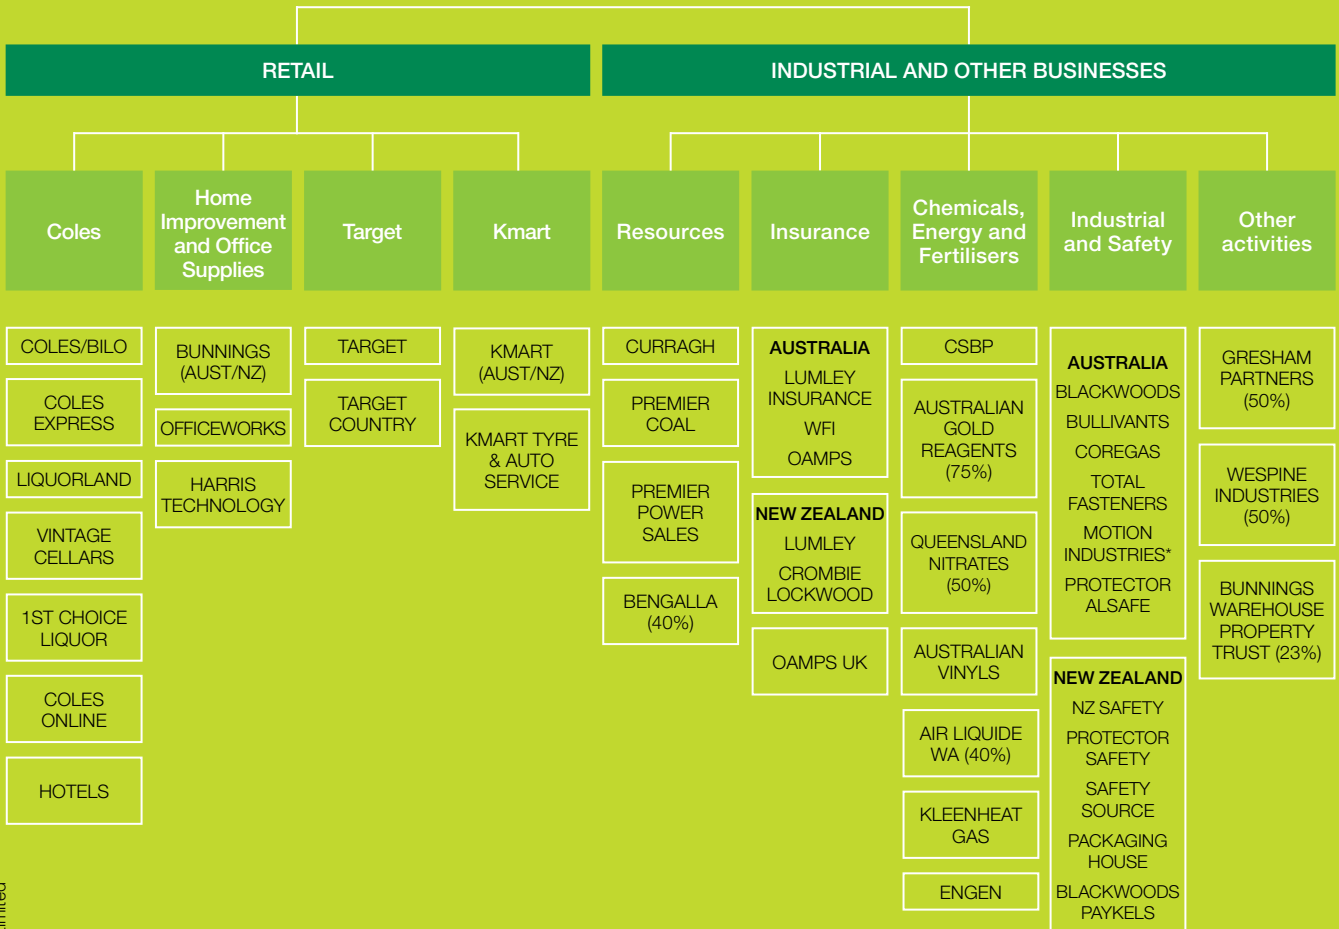 RETAIL
INDUSTRIAL AND OTHER BUSINESSES
Coles
Home
Improvement
and Office
Supplies
Target
Kmart
Resources
Insurance
Chemicals,
Energy and
Fertilisers
Industrial
and Safety
Other
activities
COLES/BILO
COLES
EXPRESS
LIQUORLAND
VINTAGE
CELLARS
1ST CHOICE
LIQUOR
COLES
ONLINE
HOTELS
BUNNINGS
(AUST/NZ)
OFFICEWORKS
HARRIS
TECHNOLOGY
TARGET
TARGET
COUNTRY
KMART
(AUST/NZ)
KMART TYRE
& AUTO
SERVICE
CURRAGH
PREMIER
COAL
PREMIER
POWER
SALES
BENGALLA
(40%)
AUSTRALIA
LUMLEY
INSURANCE
WFI
OAMPS
NEW ZEALAND
LUMLEY
CROMBIE
LOCKWOOD
OAMPS UK
CSBP
AUSTRALIAN
GOLD
REAGENTS
(75%)
QUEENSLAND
NITRATES
(50%)
AUSTRALIAN
VINYLS
AIR LIQUIDE
WA (40%)
KLEENHEAT
GAS
ENGEN
AUSTRALIA
BLACKWOODS
BULLIVANTS
COREGAS
TOTAL
FASTENERS
MOTION
INDUSTRIES*
PROTECTOR
ALSAFE
NEW ZEALAND
NZ SAFETY
PROTECTOR
SAFETY
SAFETY
SOURCE
PACKAGING
HOUSE
BLACKWOODS
PAYKELS
GRESHAM
PARTNERS
(50%)
WESPINE
INDUSTRIES
(50%)
BUNNINGS
WAREHOUSE
PROPERTY
TRUST (23%)